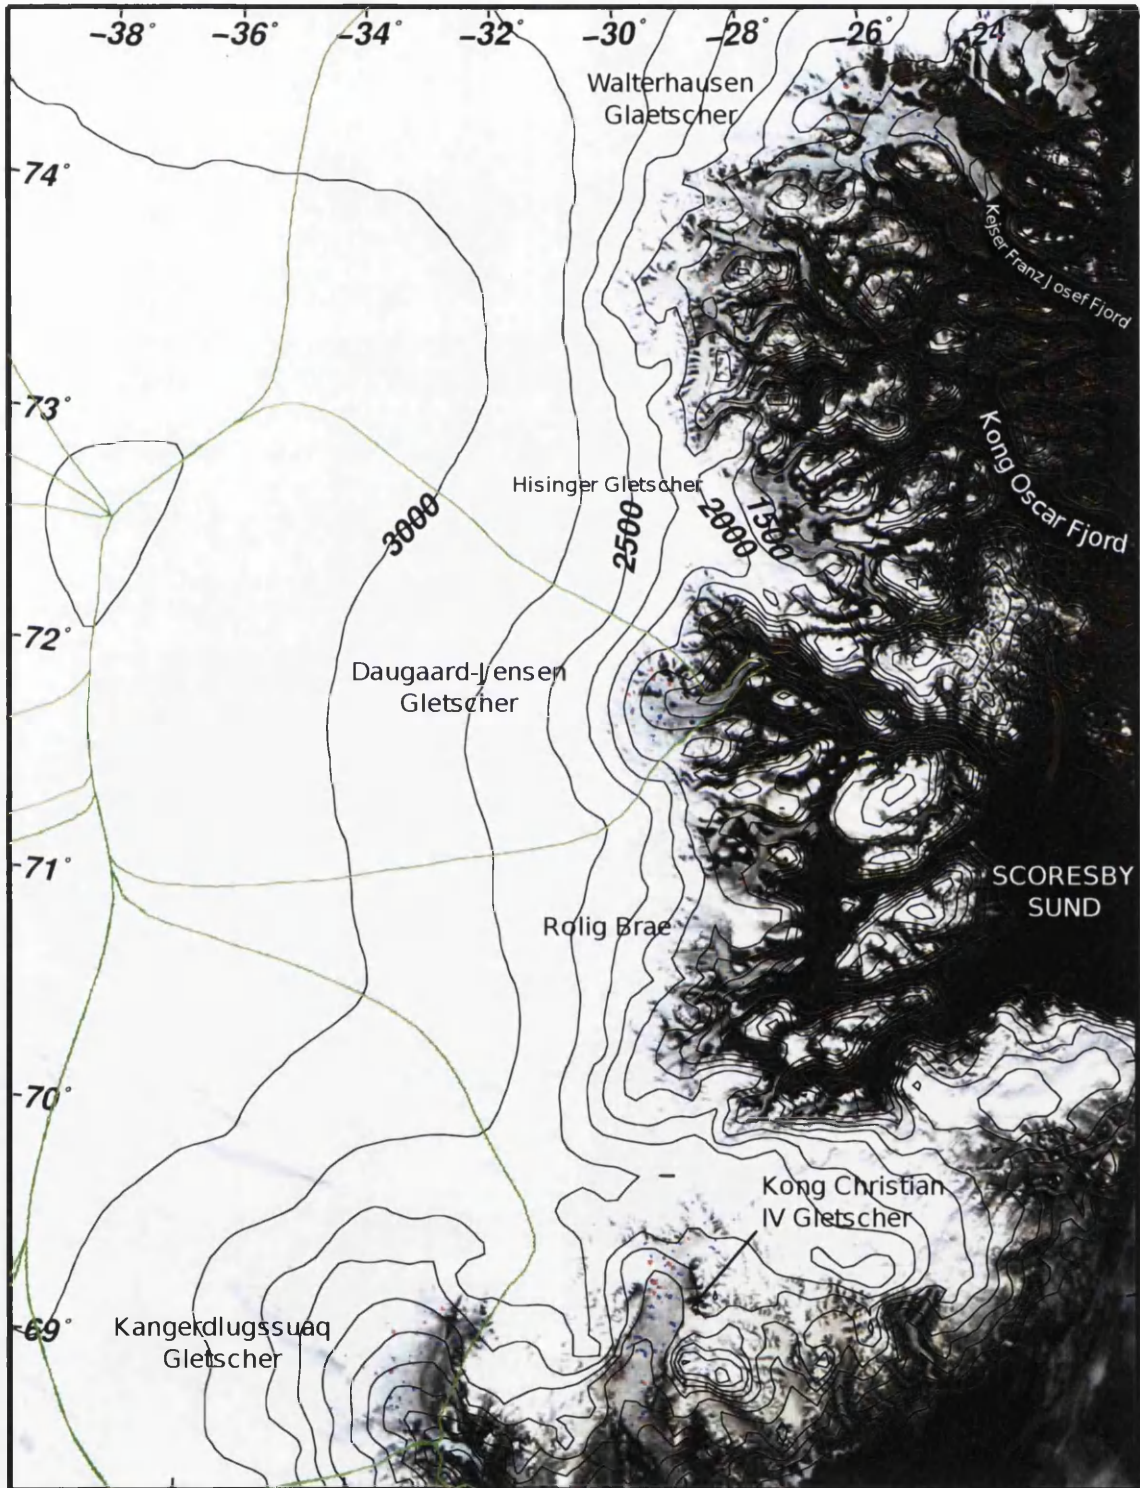 −38° −36° −34° −32° −30° −28° −26° −24
Walterhausen
Glaetscher
74°
Kejser Franz Josef Fjord
73°
Kong Oscar Fjord
Hisinger Gletscher
3000
2500
2000
1500
72°
Daugaard-Jensen
Gletscher
71°
SCORESBY
SUND
Rolig Brae
70°
Kong Christian
IV Gletscher
69°
Kangerdlugssuaq
Gletscher